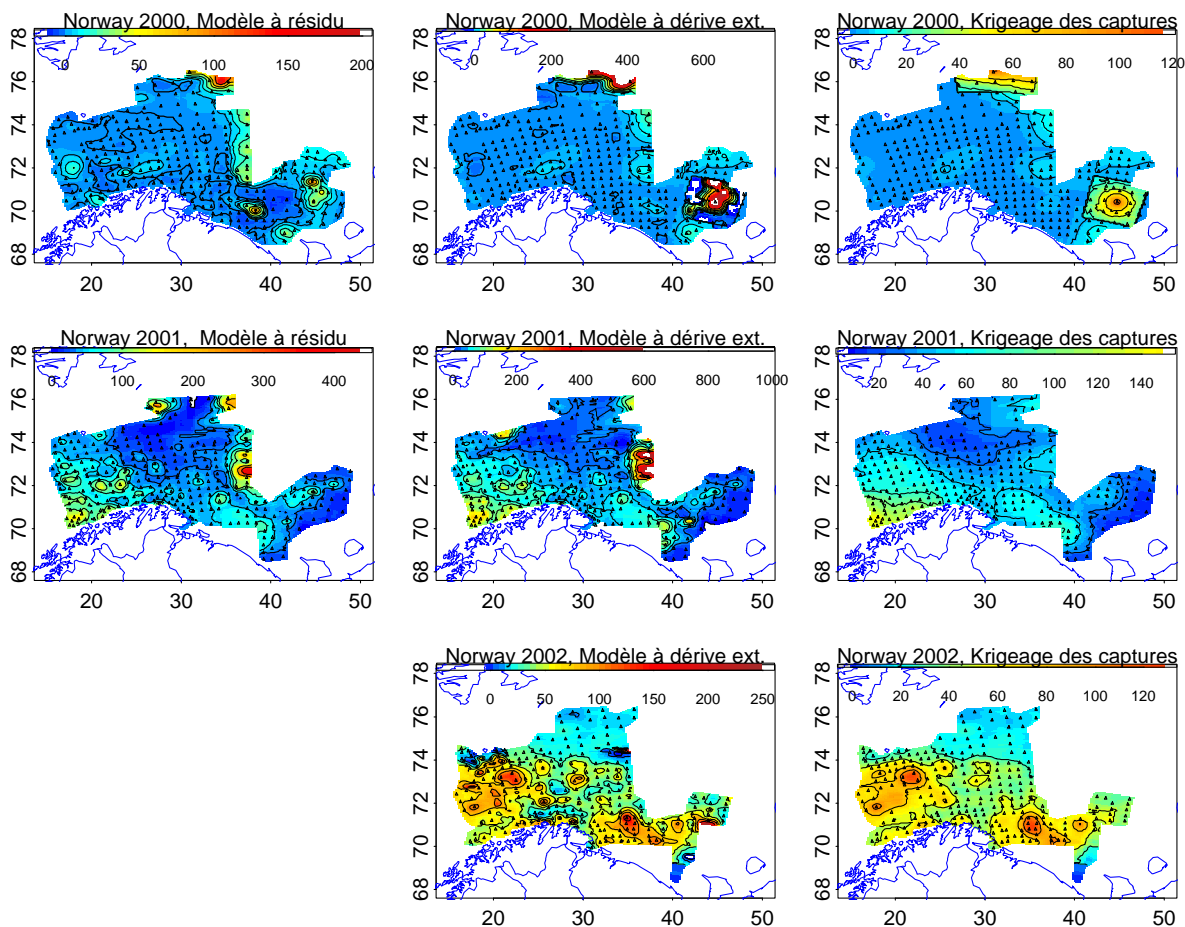 Norway 2000, Modèle à résidu
0 50 100 150 200
78
76
74
72
70
68
20 30 40 50
Norway 2000, Modèle à dérive ext.
0 200 400 600
78
76
74
72
70
68
20 30 40 50
Norway 2000, Krigeage des captures
0 20 40 60 80 100 120
78
76
74
72
70
68
20 30 40 50
Norway 2001, Modèle à résidu
0 100 200 300 400
78
76
74
72
70
68
20 30 40 50
Norway 2001, Modèle à dérive ext.
0 200 400 600 800 1000
78
76
74
72
70
68
20 30 40 50
Norway 2001, Krigeage des captures
20 40 60 80 100 120 140
78
76
74
72
70
68
20 30 40 50
Norway 2002, Modèle à dérive ext.
0 50 100 150 200 250
78
76
74
72
70
68
20 30 40 50
Norway 2002, Krigeage des captures
0 20 40 60 80 100 120
78
76
74
72
70
68
20 30 40 50